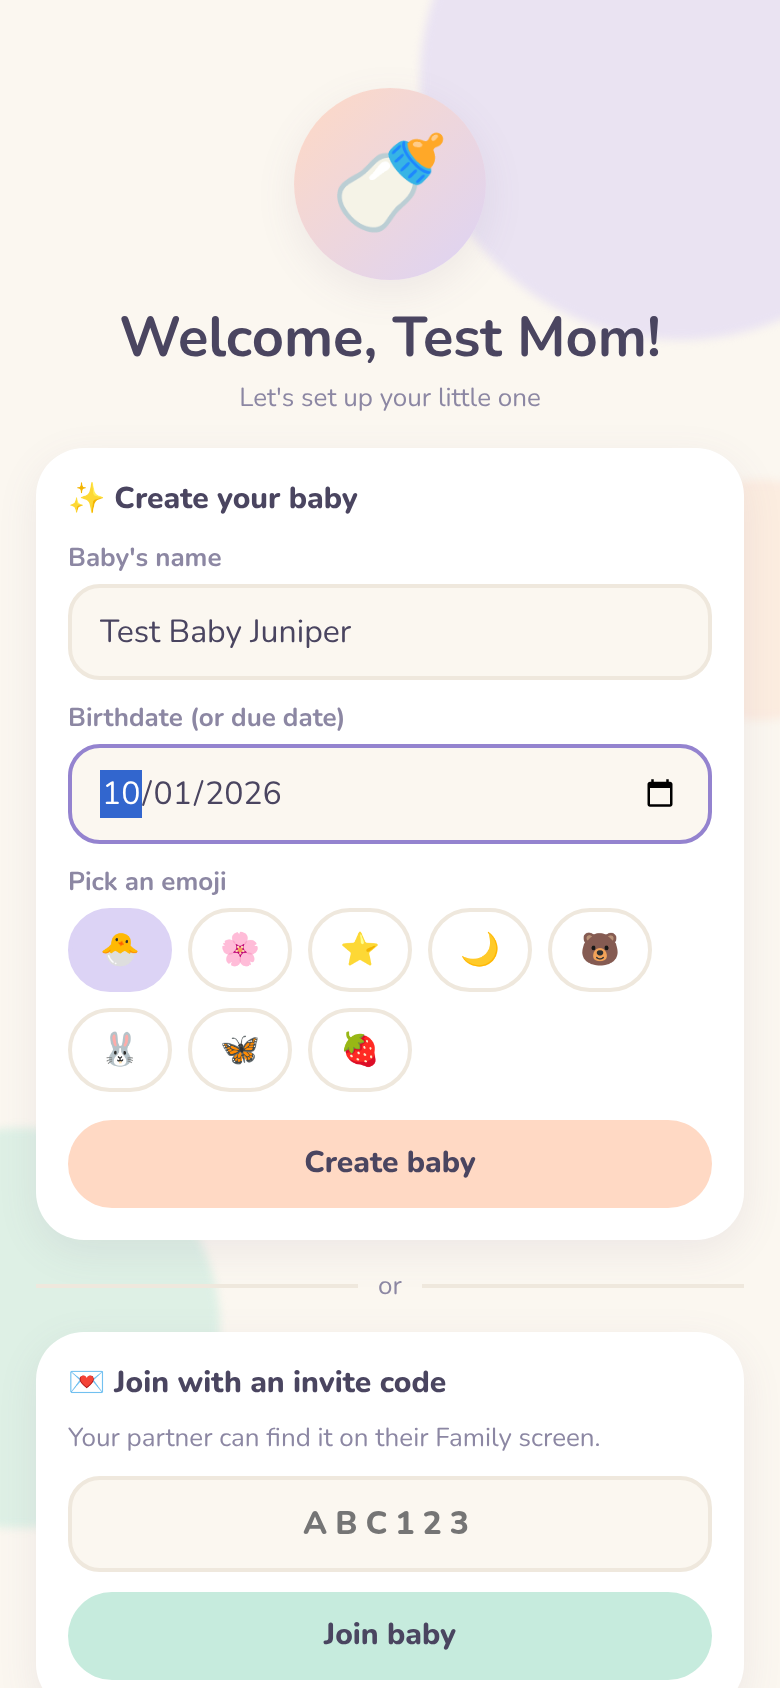 Welcome, Test Mom!
Let's set up your little one
✨ Create your baby
Baby's name
Test Baby Juniper
Birthdate (or due date)
10/01/2026
Pick an emoji
Create baby
or
💌 Join with an invite code
Your partner can find it on their Family screen.
ABC123
Join baby